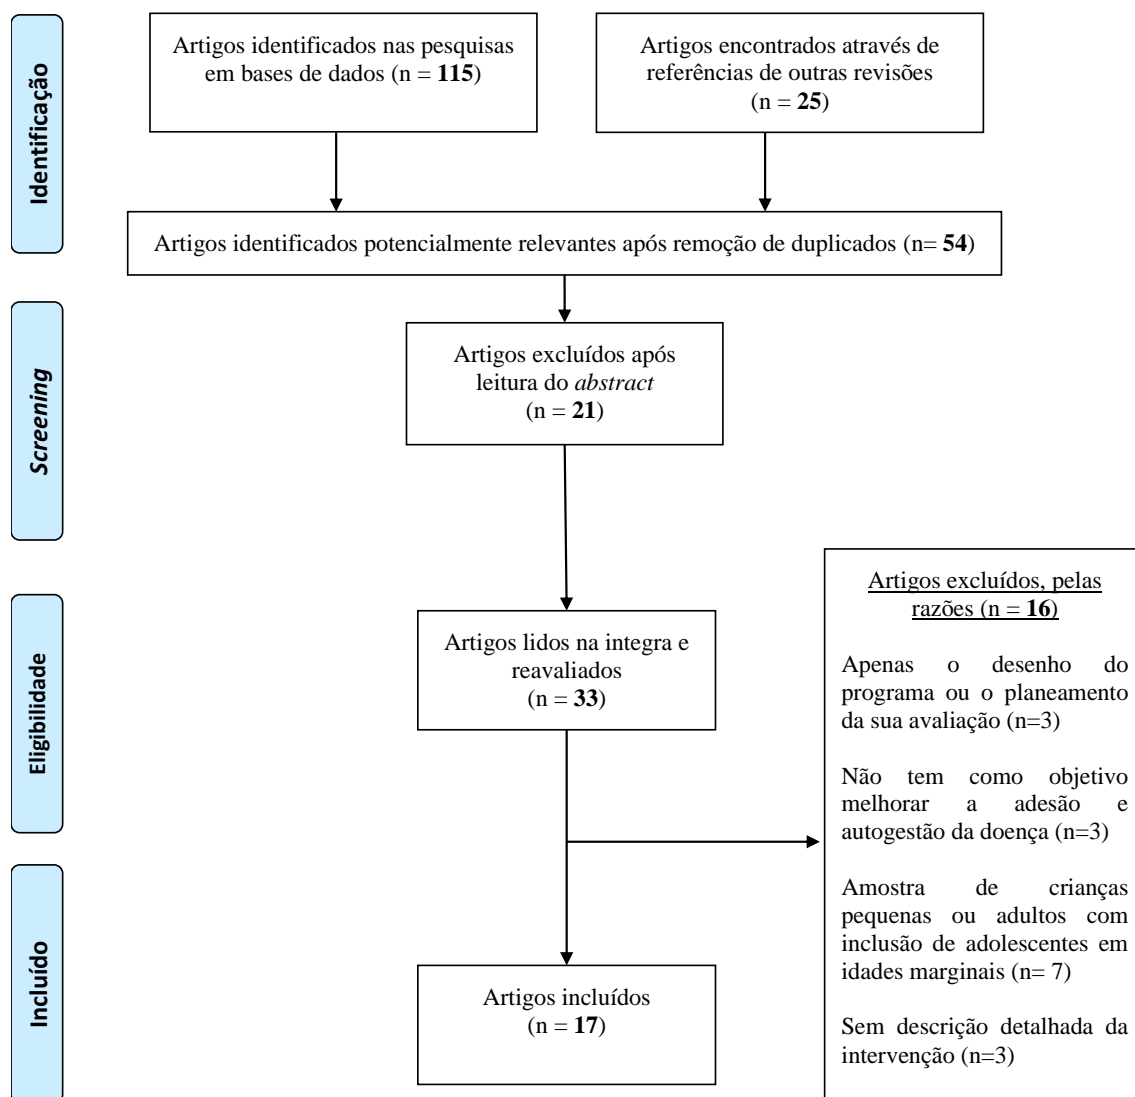 Identificação
Artigos identificados nas pesquisas
em bases de dados (n = 115)
Artigos encontrados através de
referências de outras revisões
(n = 25)
Artigos identificados potencialmente relevantes após remoção de duplicados (n= 54)
Screening
Artigos excluídos após
leitura do abstract
(n = 21)
Eligibilidade
Artigos lidos na integra e
reavaliados
(n = 33)
Artigos excluídos, pelas
razões (n = 16)
Apenas o desenho do
programa ou o planeamento
da sua avaliação (n=3)
Não tem como objetivo
melhorar a adesão e
autogestão da doença (n=3)
Amostra de crianças
pequenas ou adultos com
inclusão de adolescentes em
idades marginais (n= 7)
Sem descrição detalhada da
intervenção (n=3)
Incluído
Artigos incluídos
(n = 17)